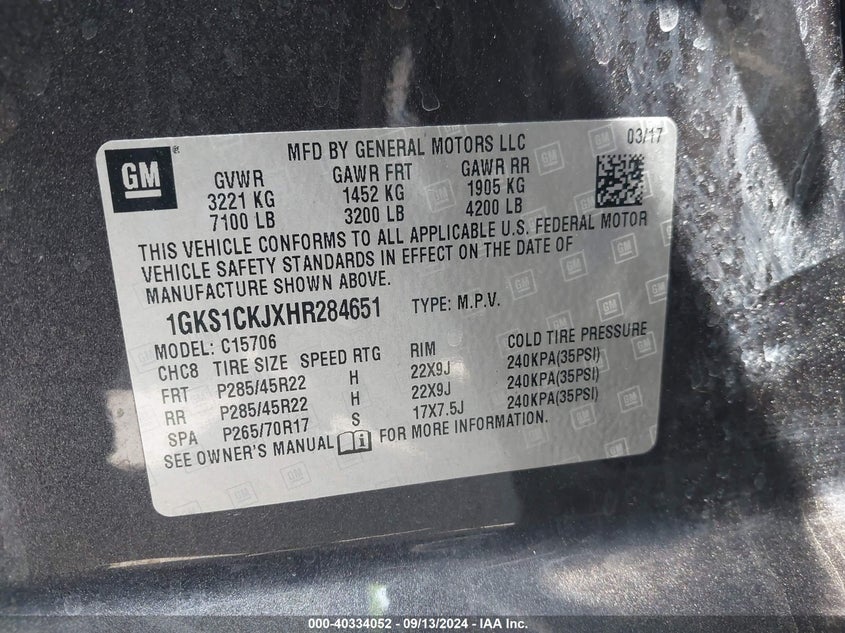 GM
®
MFD BY GENERAL MOTORS LLC
03/17
GVWR GAWR FRT GAWR RR
3221 KG 1452 KG 1905 KG
7100 LB 3200 LB 4200 LB
THIS VEHICLE CONFORMS TO ALL APPLICABLE U.S. FEDERAL MOTOR
VEHICLE SAFETY STANDARDS IN EFFECT ON THE DATE OF
MANUFACTURE SHOWN ABOVE.
1GKS1CKJXHR284651 TYPE: M.P.V.
MODEL: C15706
CHC8 TIRE SIZE SPEED RTG RIM COLD TIRE PRESSURE
FRT P285/45R22 H 22X9J 240KPA(35PSI)
RR P285/45R22 H 22X9J 240KPA(35PSI)
SPA P265/70R17 S 17X7.5J 240KPA(35PSI)
SEE OWNER'S MANUAL FOR MORE INFORMATION.
000-40334052 - 09/13/2024 - IAA Inc.